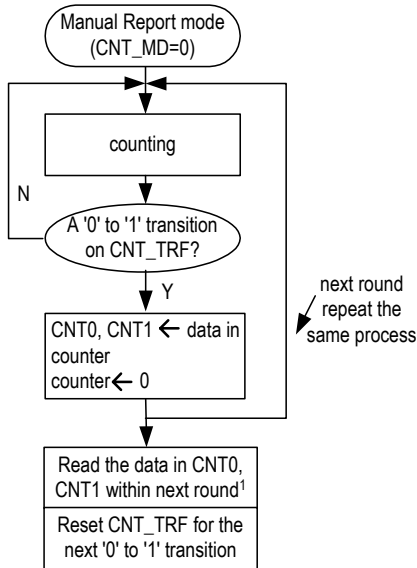 Manual Report mode
(CNT_MD=0)
counting
N
A '0' to '1' transition
on CNT_TRF?
Y
next round
repeat the
same process
CNT0, CNT1 ← data in
counter
counter← 0
Read the data in CNT0,
CNT1 within next round¹
Reset CNT_TRF for the
next '0' to '1' transition